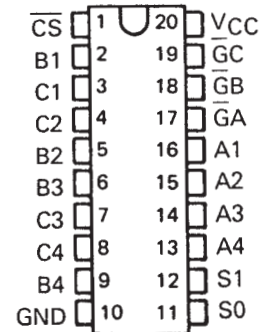 CS 1 20 VCC
B1 2 19 GC
C1 3 18 GB
C2 4 17 GA
B2 5 16 A1
B3 6 15 A2
C3 7 14 A3
C4 8 13 A4
B4 9 12 S1
GND 10 11 S0